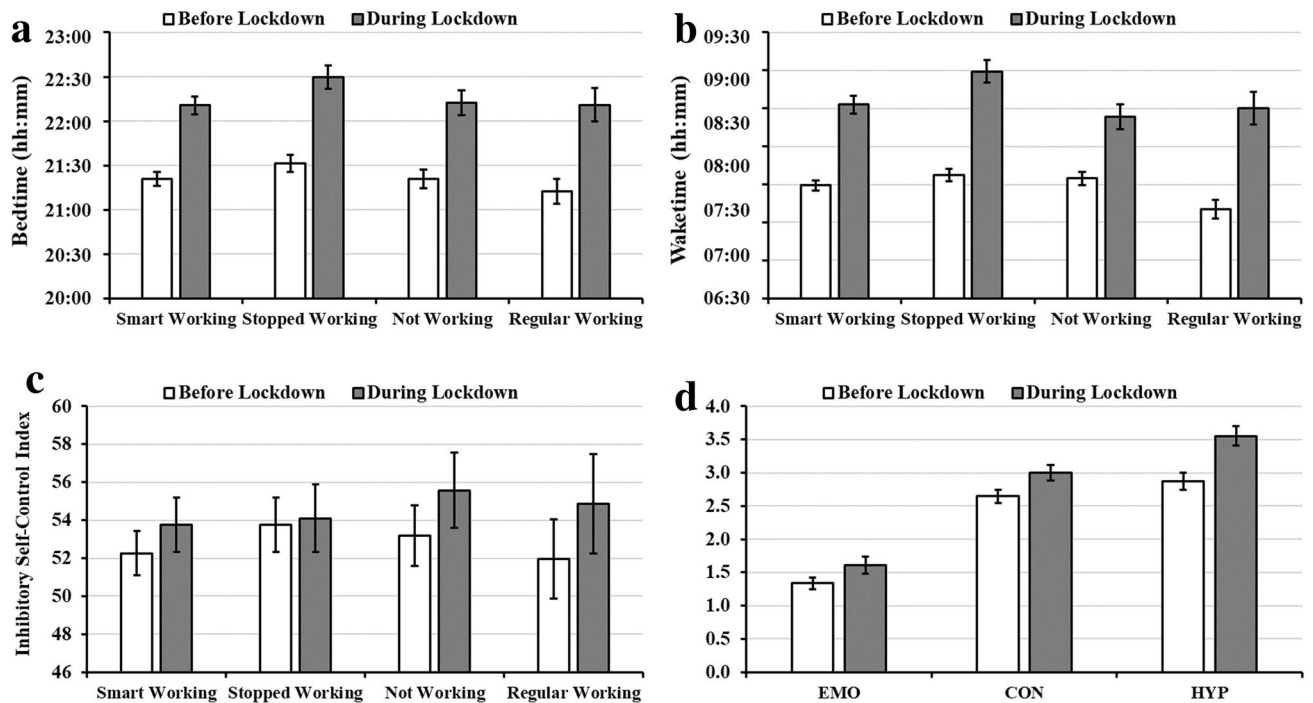 a
Before Lockdown During Lockdown
Bedtime (hh:mm)
23:00
22:30
22:00
21:30
21:00
20:30
20:00
Smart Working Stopped Working Not Working Regular Working
b
Before Lockdown During Lockdown
Waketime (hh:mm)
09:30
09:00
08:30
08:00
07:30
07:00
06:30
Smart Working Stopped Working Not Working Regular Working
c
Before Lockdown During Lockdown
Inhibitory Self-Control Index
60
58
56
54
52
50
48
46
Smart Working Stopped Working Not Working Regular Working
d
Before Lockdown During Lockdown
4.0
3.5
3.0
2.5
2.0
1.5
1.0
0.5
0.0
EMO CON HYP